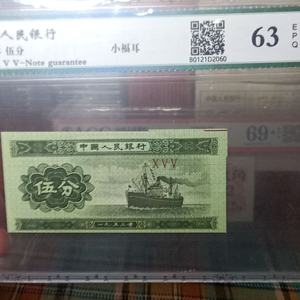 人民银行
伍分
小福耳
V V-Note guarantee
B0121D2060
63
E
P
Q
69
中國人民銀行
XVV
伍分
一九五三年